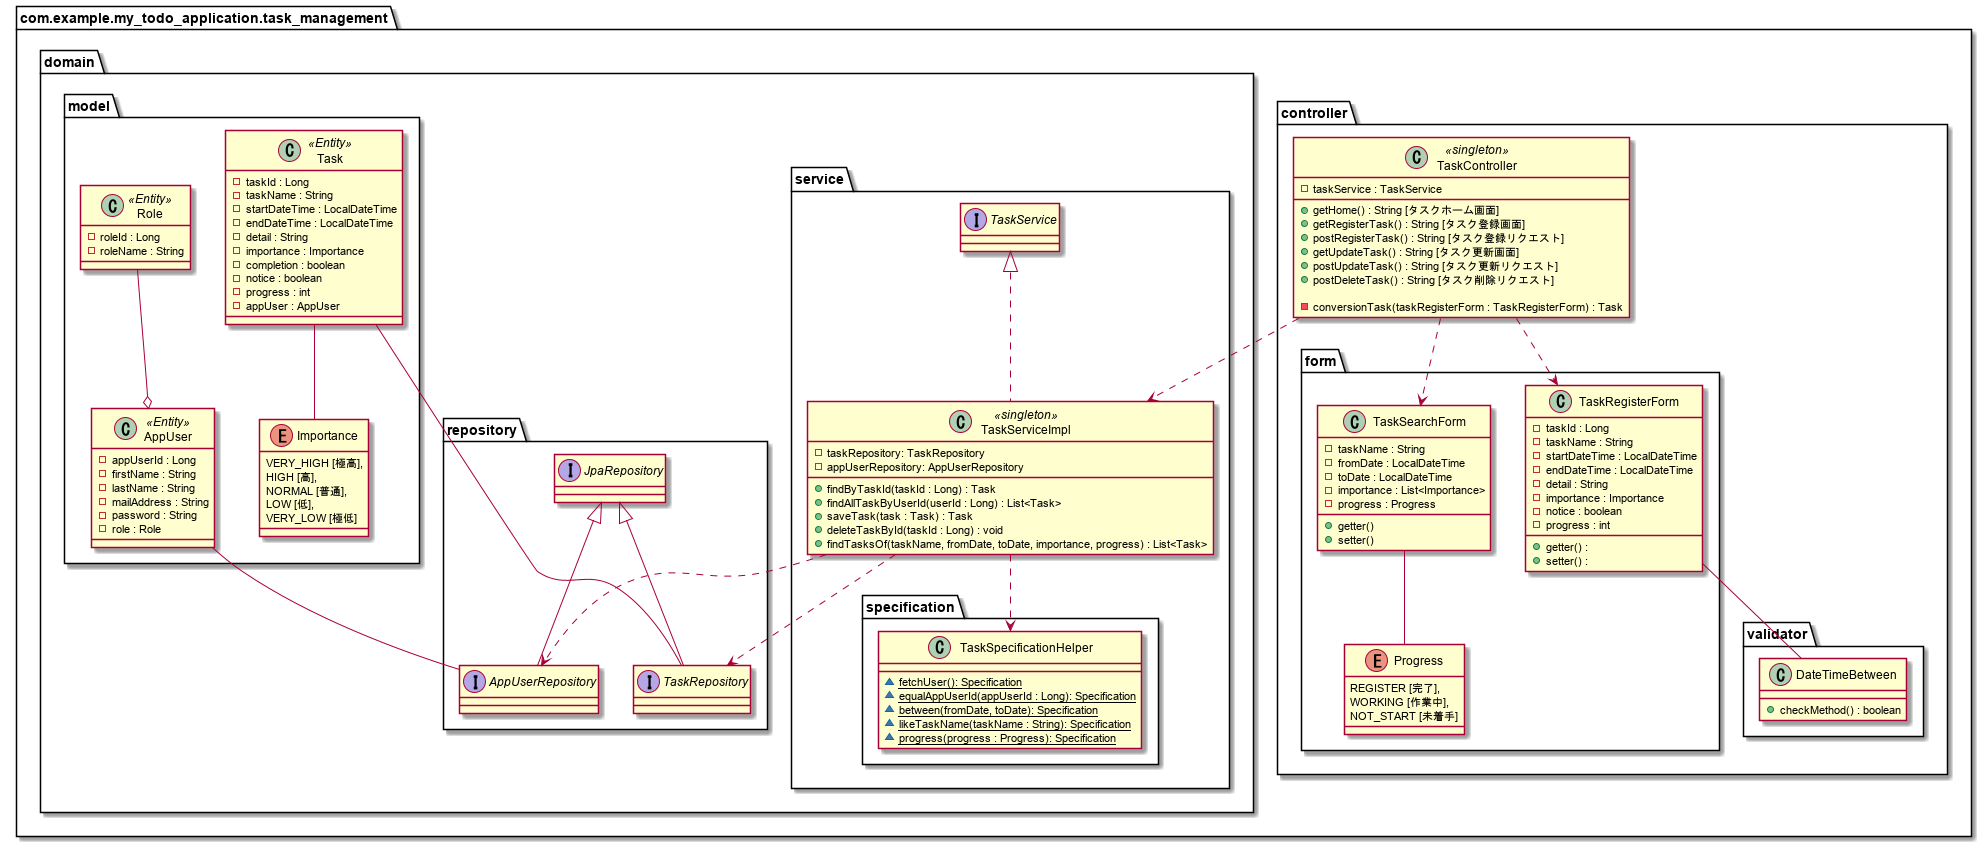 com.example.my_todo_application.task_management
domain
model
«Entity»
Role
roleId : Long
roleName : String
«Entity»
Task
taskId : Long
taskName : String
startDateTime : LocalDateTime
endDateTime : LocalDateTime
detail : String
importance : Importance
completion : boolean
notice : boolean
progress : int
appUser : AppUser
«Entity»
AppUser
appUserId : Long
firstName : String
lastName : String
mailAddress : String
password : String
role : Role
E Importance
VERY_HIGH [極高],
HIGH [高],
NORMAL [普通],
LOW [低],
VERY_LOW [極低]
repository
JpaRepository
AppUserRepository
TaskRepository
service
TaskService
«singleton»
TaskServiceImpl
taskRepository: TaskRepository
appUserRepository: AppUserRepository
findByTaskId(taskId : Long) : Task
findAllTaskByUserId(userId : Long) : List<Task>
saveTask(task : Task) : Task
deleteTaskById(taskId : Long) : void
findTasksOf(taskName, fromDate, toDate, importance, progress) : List<Task>
specification
TaskSpecificationHelper
fetchUser(): Specification
equalAppUserId(appUserId : Long): Specification
between(fromDate, toDate): Specification
likeTaskName(taskName : String): Specification
progress(progress : Progress): Specification
controller
«singleton»
TaskController
taskService : TaskService
getHome() : String [タスクホーム画面]
getRegisterTask() : String [タスク登録画面]
postRegisterTask() : String [タスク登録リクエスト]
getUpdateTask() : String [タスク更新画面]
postUpdateTask() : String [タスク更新リクエスト]
postDeleteTask() : String [タスク削除リクエスト]
conversionTask(taskRegisterForm : TaskRegisterForm) : Task
form
TaskSearchForm
taskName : String
fromDate : LocalDateTime
toDate : LocalDateTime
importance : List<Importance>
progress : Progress
getter()
setter()
TaskRegisterForm
taskId : Long
taskName : String
startDateTime : LocalDateTime
endDateTime : LocalDateTime
detail : String
importance : Importance
notice : boolean
progress : int
getter() :
setter() :
E Progress
REGISTER [完了],
WORKING [作業中],
NOT_START [未着手]
validator
DateTimeBetween
checkMethod() : boolean